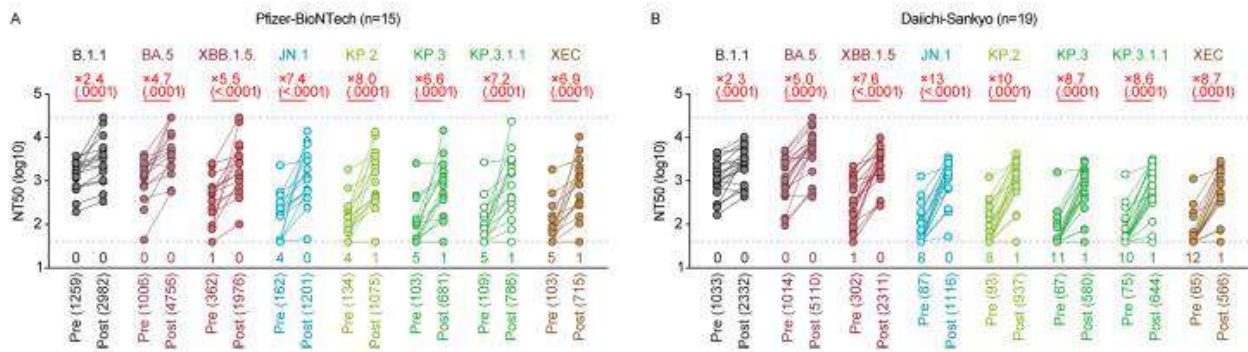 A
Pfizer-BioNTech (n=15)
B.1.1 BA.5 XBB.1.5. JN.1 KP.2 KP.3 KP.3.1.1 XEC
×2.4 ×4.7 ×5.5 ×7.4 ×8.0 ×6.6 ×7.2 ×6.9
(.0001) (.0001) (<.0001) (<.0001) (.0001) (.0001) (<.0001) (.0001)
NT50 (log10)
5
4
3
2
1
0 0 0 0 1 0 4 0 4 1 5 1 5 1 5 1
Pre (1259) Post (2982) Pre (1006) Post (4756) Pre (362) Post (1976) Pre (162) Post (1201) Pre (134) Post (1075) Pre (103) Post (681) Pre (109) Post (786) Pre (103) Post (715)
B
Daiichi-Sankyo (n=19)
B.1.1 BA.5 XBB.1.5 JN.1 KP.2 KP.3 KP.3.1.1 XEC
×2.3 ×5.0 ×7.6 ×13 ×10 ×8.7 ×8.6 ×8.7
(.0001) (.0001) (<.0001) (<.0001) (.0001) (.0001) (.0001) (<.0001)
NT50 (log10)
5
4
3
2
1
0 0 0 0 1 0 8 0 8 1 11 1 10 1 12 1
Pre (1033) Post (2332) Pre (1014) Post (5110) Pre (302) Post (2311) Pre (87) Post (1116) Pre (93) Post (937) Pre (67) Post (580) Pre (75) Post (644) Pre (65) Post (566)